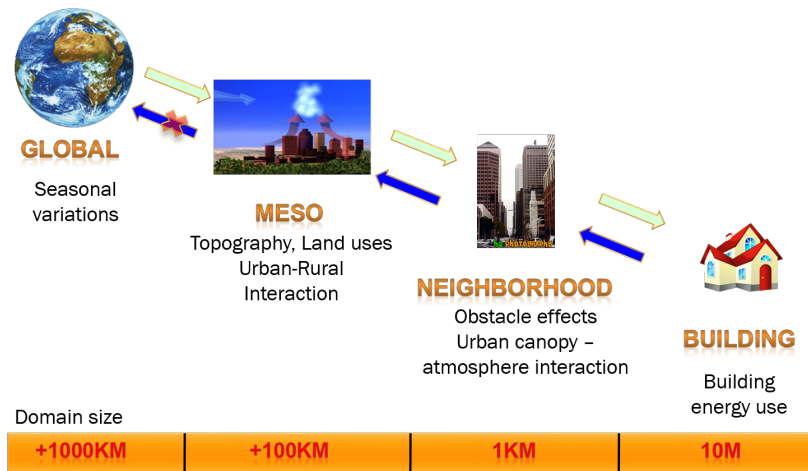 GLOBAL
Seasonal
variations
MESO
Topography, Land uses
Urban-Rural
Interaction
PHOTOGRAPHY
NEIGHBORHOOD
Obstacle effects
Urban canopy –
atmosphere interaction
BUILDING
Building
energy use
Domain size
+1000KM
+100KM
1KM
10M